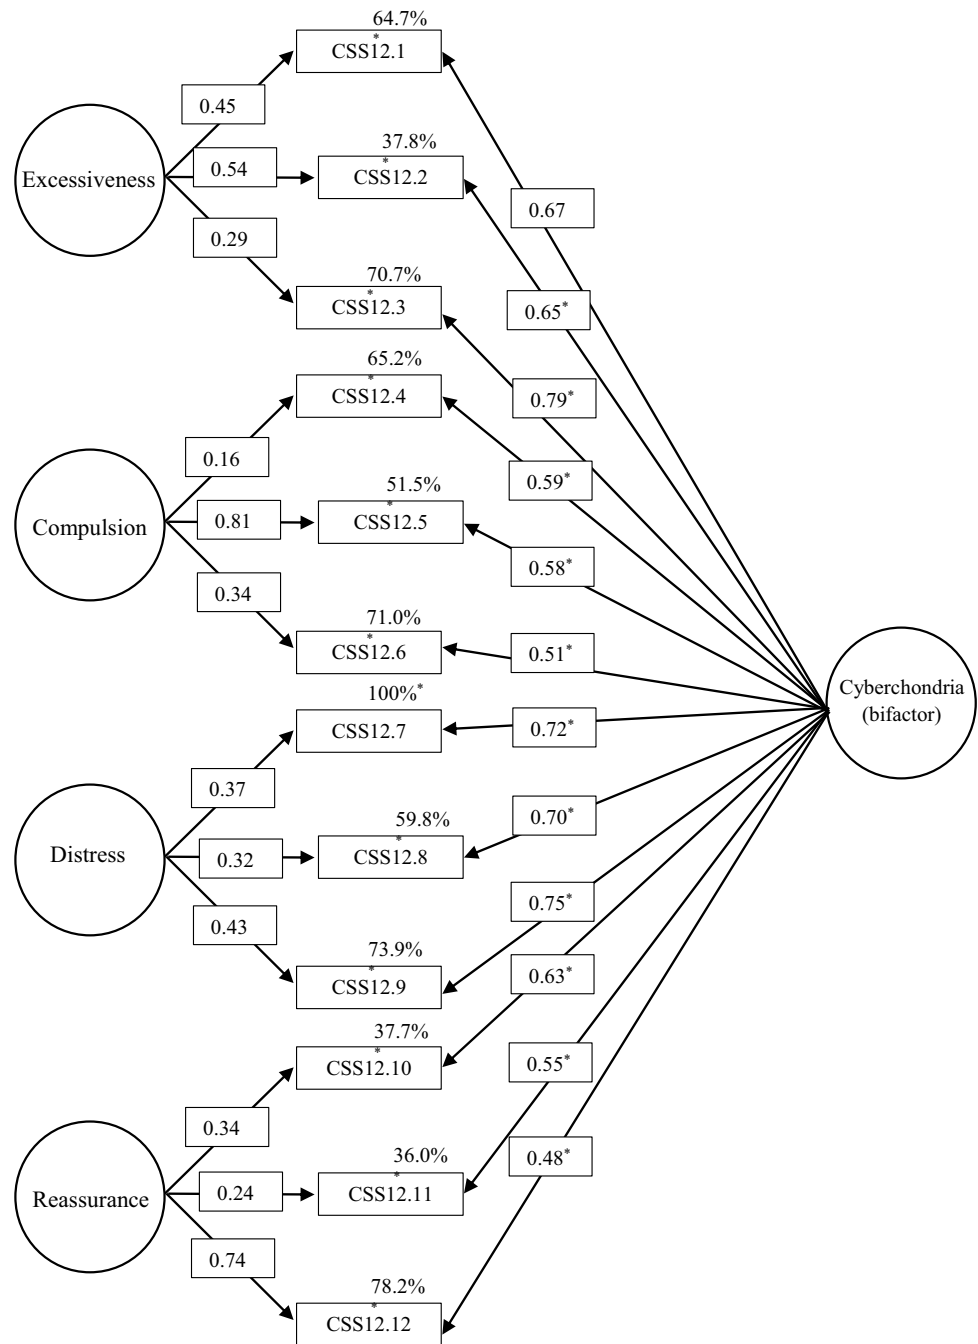 64.7%
*
CSS12.1
0.45
37.8%
*
CSS12.2
0.54
Excessiveness
0.67
0.29
70.7%
*
CSS12.3
0.65*
65.2%
*
CSS12.4
0.79*
0.16
0.59*
51.5%
*
CSS12.5
0.81
Compulsion
0.58*
0.34
71.0%
*
CSS12.6
0.51*
100%*
CSS12.7
0.72*
Cyberchondria
(bifactor)
0.37
59.8%
*
CSS12.8
0.70*
0.32
Distress
0.75*
0.43
73.9%
*
CSS12.9
0.63*
37.7%
*
CSS12.10
0.55*
0.34
0.48*
36.0%
*
CSS12.11
0.24
Reassurance
0.74
78.2%
*
CSS12.12